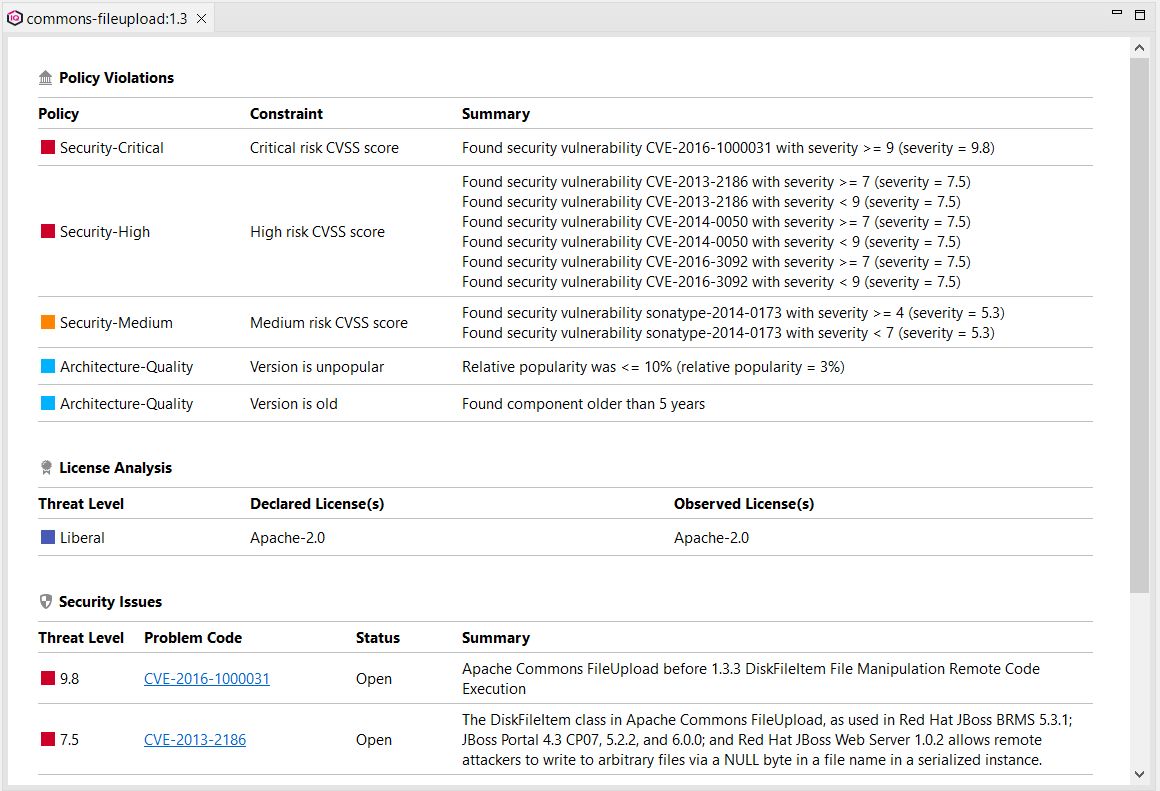 commons-fileupload:1.3
Policy Violations
Policy Constraint Summary
Security-Critical Critical risk CVSS score Found security vulnerability CVE-2016-1000031 with severity >= 9 (severity = 9.8)
Security-High High risk CVSS score
Found security vulnerability CVE-2013-2186 with severity >= 7 (severity = 7.5)
Found security vulnerability CVE-2013-2186 with severity < 9 (severity = 7.5)
Found security vulnerability CVE-2014-0050 with severity >= 7 (severity = 7.5)
Found security vulnerability CVE-2014-0050 with severity < 9 (severity = 7.5)
Found security vulnerability CVE-2016-3092 with severity >= 7 (severity = 7.5)
Found security vulnerability CVE-2016-3092 with severity < 9 (severity = 7.5)
Security-Medium Medium risk CVSS score
Found security vulnerability sonatype-2014-0173 with severity >= 4 (severity = 5.3)
Found security vulnerability sonatype-2014-0173 with severity < 7 (severity = 5.3)
Architecture-Quality Version is unpopular Relative popularity was <= 10% (relative popularity = 3%)
Architecture-Quality Version is old Found component older than 5 years
License Analysis
Threat Level Declared License(s) Observed License(s)
Liberal Apache-2.0 Apache-2.0
Security Issues
Threat Level Problem Code Status Summary
9.8 CVE-2016-1000031 Open
Apache Commons FileUpload before 1.3.3 DiskFileItem File Manipulation Remote Code
Execution
7.5 CVE-2013-2186 Open
The DiskFileItem class in Apache Commons FileUpload, as used in Red Hat JBoss BRMS 5.3.1;
JBoss Portal 4.3 CP07, 5.2.2, and 6.0.0; and Red Hat JBoss Web Server 1.0.2 allows remote
attackers to write to arbitrary files via a NULL byte in a file name in a serialized instance.